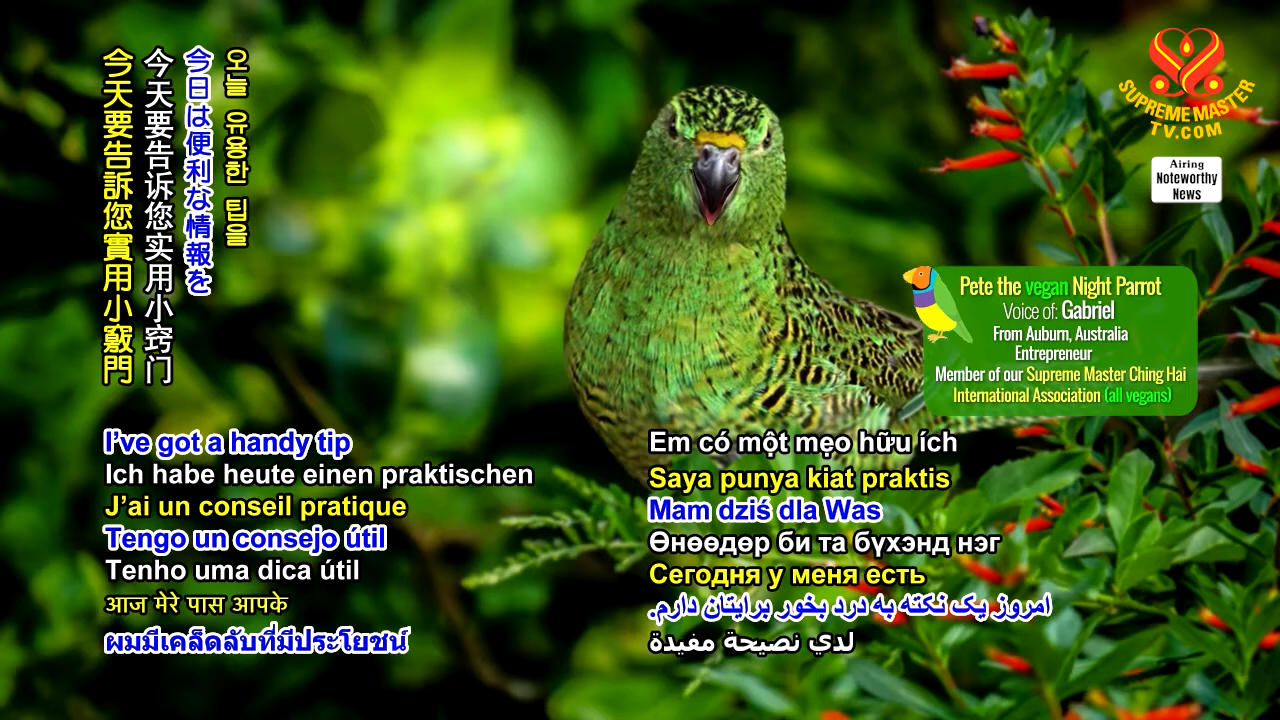 今天要告訴您實用小竅門
今天要告诉您实用小窍门
今日は便利な情報を
오늘 유용한 팁을
SUPREME MASTER
TV.COM
Airing
Noteworthy
News
Pete the vegan Night Parrot
Voice of: Gabriel
From Auburn, Australia
Entrepreneur
Member of our Supreme Master Ching Hai
International Association (all vegans)
I've got a handy tip
Ich habe heute einen praktischen
J'ai un conseil pratique
Tengo un consejo útil
Tenho uma dica útil
आज मेरे पास आपके
ผมมีเคล็ดลับที่มีประโยชน์
Em có một mẹo hữu ích
Saya punya kiat praktis
Mam dziś dla Was
Өнөөдөр би та бүхэнд нэг
Сегодня у меня есть
امروز یک نکته به درد بخور برایتان دارم.
لدي نصيحة مفيدة